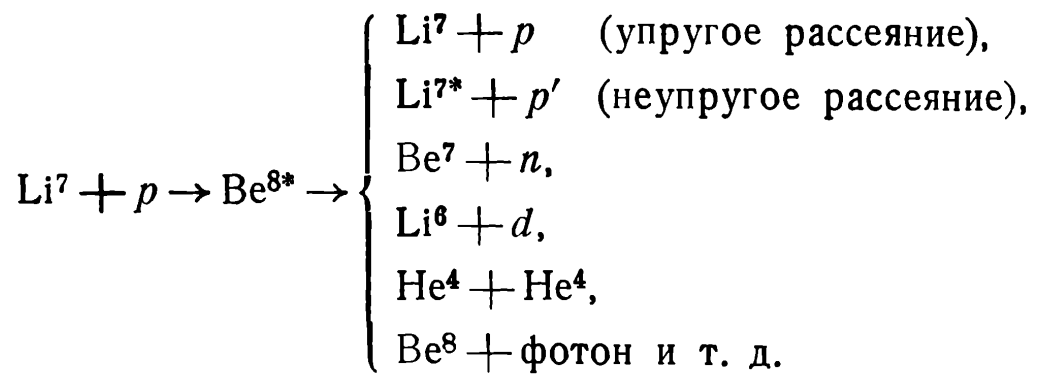 Li⁷ + p (упругое рассеяние),
Li⁷* + p′ (неупругое рассеяние),
Be⁷ + n,
Li⁷ + p → Be⁸* →
Li⁶ + d,
He⁴ + He⁴,
Be⁸ + фотон и т. д.